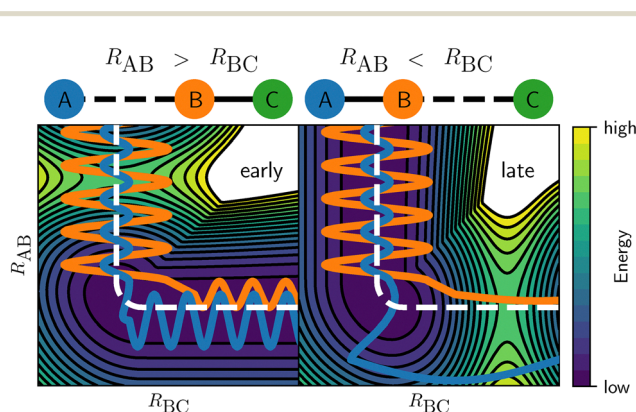 R_AB > R_BC
R_AB < R_BC
A B C
A B C
early
late
high
Energy
low
R_AB
R_BC
R_BC